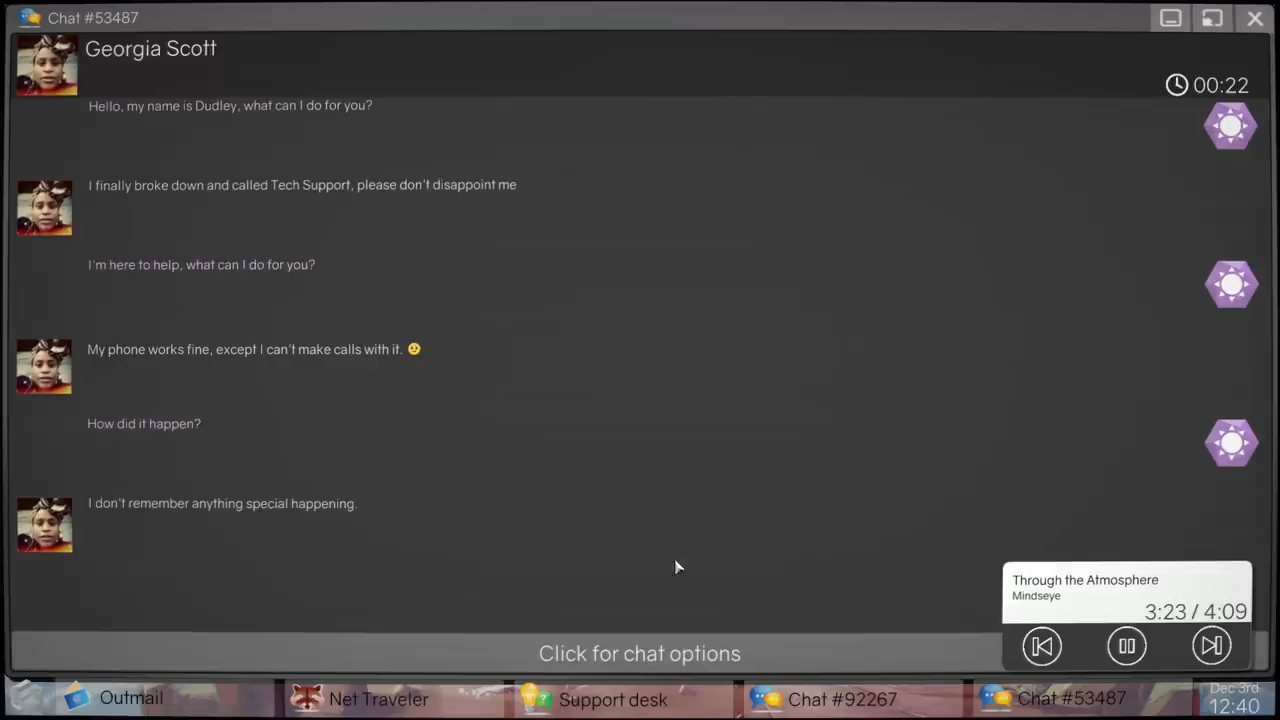 Chat #53487
Georgia Scott
00:22
Hello, my name is Dudley, what can I do for you?
I finally broke down and called Tech Support, please don't disappoint me
I'm here to help, what can I do for you?
My phone works fine, except I can't make calls with it. 😟
How did it happen?
I don't remember anything special happening.
Through the Atmosphere
Mindseye
3:23 / 4:09
Click for chat options
Outmail
Net Traveler
Support desk
Chat #92267
Chat #53487
Dec 3rd
12:40